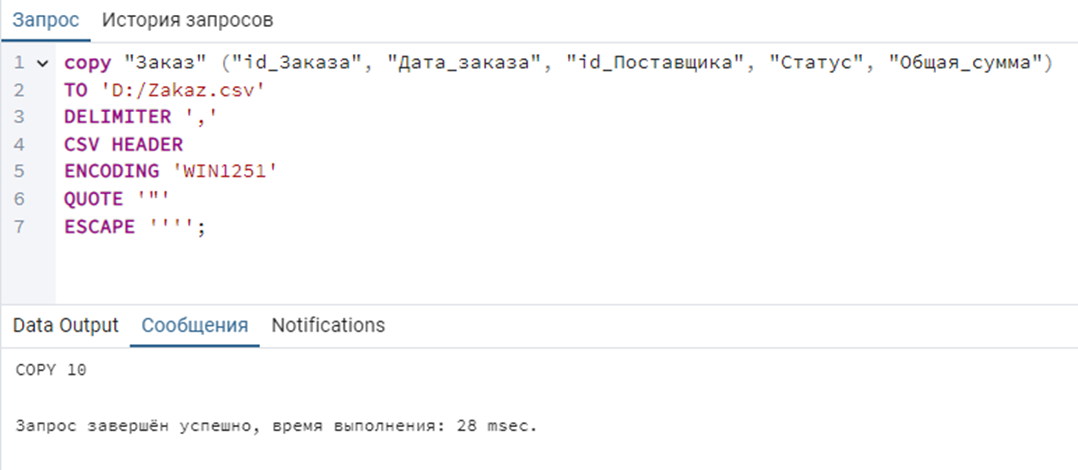 Запрос История запросов
1 copy "Заказ" ("id_Заказа", "Дата_заказа", "id_Поставщика", "Статус", "Общая_сумма")
2 TO 'D:/Zakaz.csv'
3 DELIMITER ','
4 CSV HEADER
5 ENCODING 'WIN1251'
6 QUOTE '"'
7 ESCAPE '''';
Data Output Сообщения Notifications
COPY 10
Запрос завершён успешно, время выполнения: 28 msec.